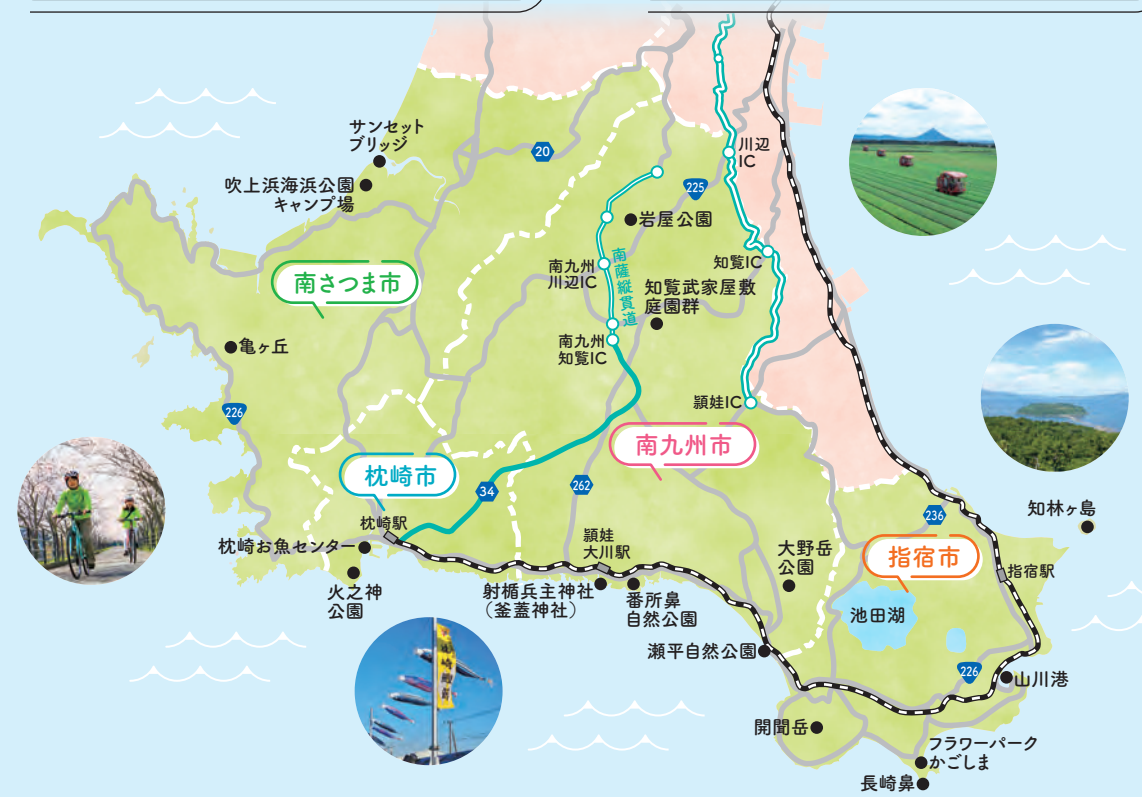 サンセット
ブリッジ
吹上浜海浜公園
キャンプ場
20
川辺
IC
225
岩屋公園
南薩縦貫道
南九州
川辺IC
知覧IC
知覧武家屋敷
庭園群
南さつま市
南九州
知覧IC
亀ヶ丘
226
頴娃IC
南九州市
枕崎市
34
262
236
知林ヶ島
枕崎駅
枕崎お魚センター
頴娃
大川駅
大野岳
公園
指宿市
指宿駅
火之神
公園
射楯兵主神社
(釜蓋神社)
番所鼻
自然公園
池田湖
瀬平自然公園
226
山川港
開聞岳
フラワーパーク
かごしま
長崎鼻